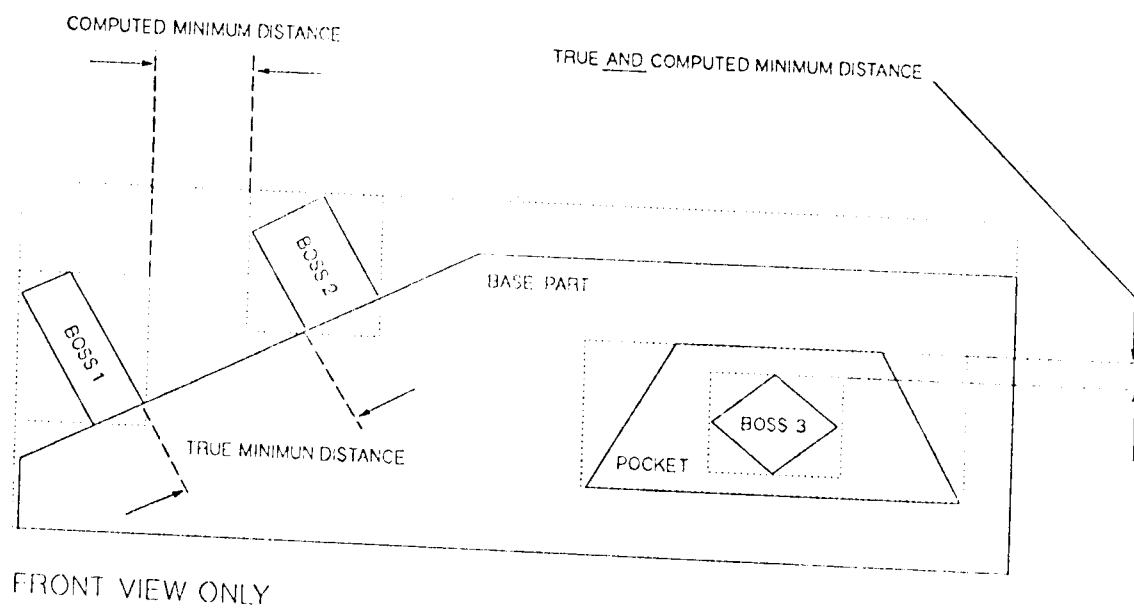 COMPUTED MINIMUM DISTANCE
TRUE AND COMPUTED MINIMUM DISTANCE
BOSS 2
BASE PART
BOSS 1
BOSS 3
TRUE MINIMUN DISTANCE
POCKET
FRONT VIEW ONLY